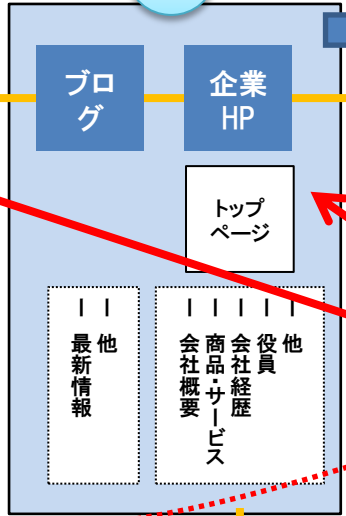 ブロ
グ
企業
HP
トップ
ページ
ー最新情報
ー他
ー会社概要
ー商品・サービス
ー会社経歴
ー役員
ー他